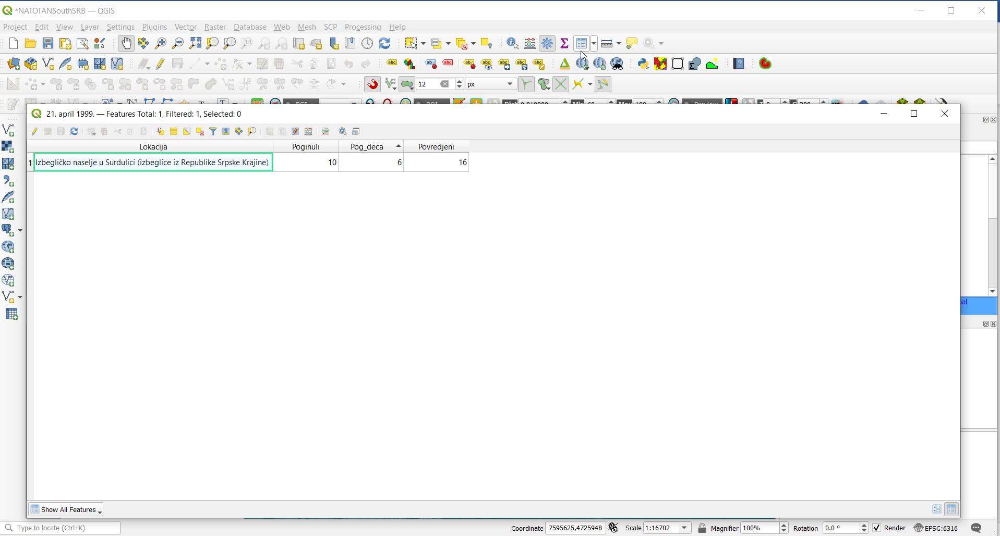 *NATOTANSouthSRB — QGIS
Project Edit View Layer Settings Plugins Vector Raster Database Web Mesh SCP Processing Help
12 px
21. april 1999. — Features Total: 1, Filtered: 1, Selected: 0
Lokacija Poginuli Pog_deca Povredjeni
1 Izbegličko naselje u Surdulici (izbeglice iz Republike Srpske Krajine) 10 6 16
Show All Features
Type to locate (Ctrl+K) Coordinate 7595625,4725948 Scale 1:16702 Magnifier 100% Rotation 0.0 ° Render EPSG:6316